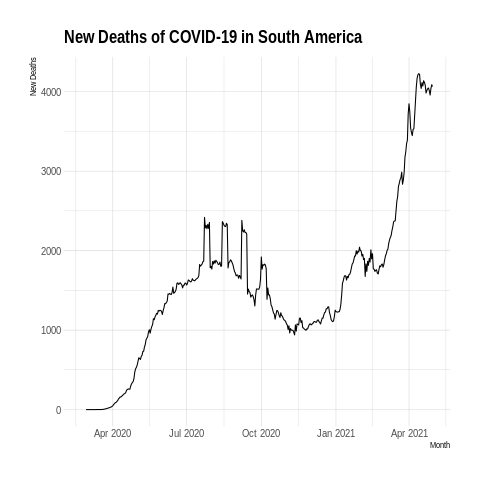 New Deaths of COVID-19 in South America
New Deaths
4000
3000
2000
1000
0
Apr 2020 Jul 2020 Oct 2020 Jan 2021 Apr 2021
Month